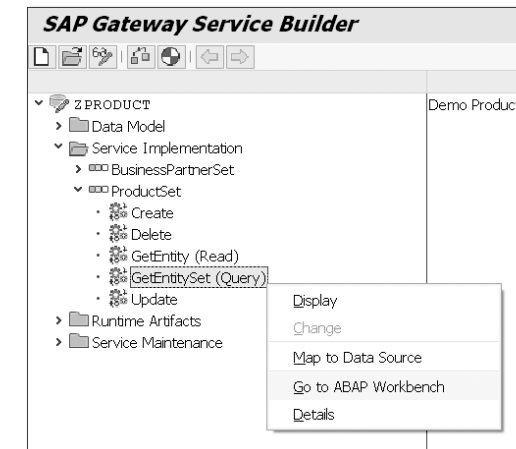 SAP Gateway Service Builder
ZPRODUCT
Demo Produc
Data Model
Service Implementation
BusinessPartnerSet
ProductSet
Create
Delete
GetEntity (Read)
GetEntitySet (Query)
Update
Runtime Artifacts
Service Maintenance
Display
Change
Map to Data Source
Go to ABAP Workbench
Details